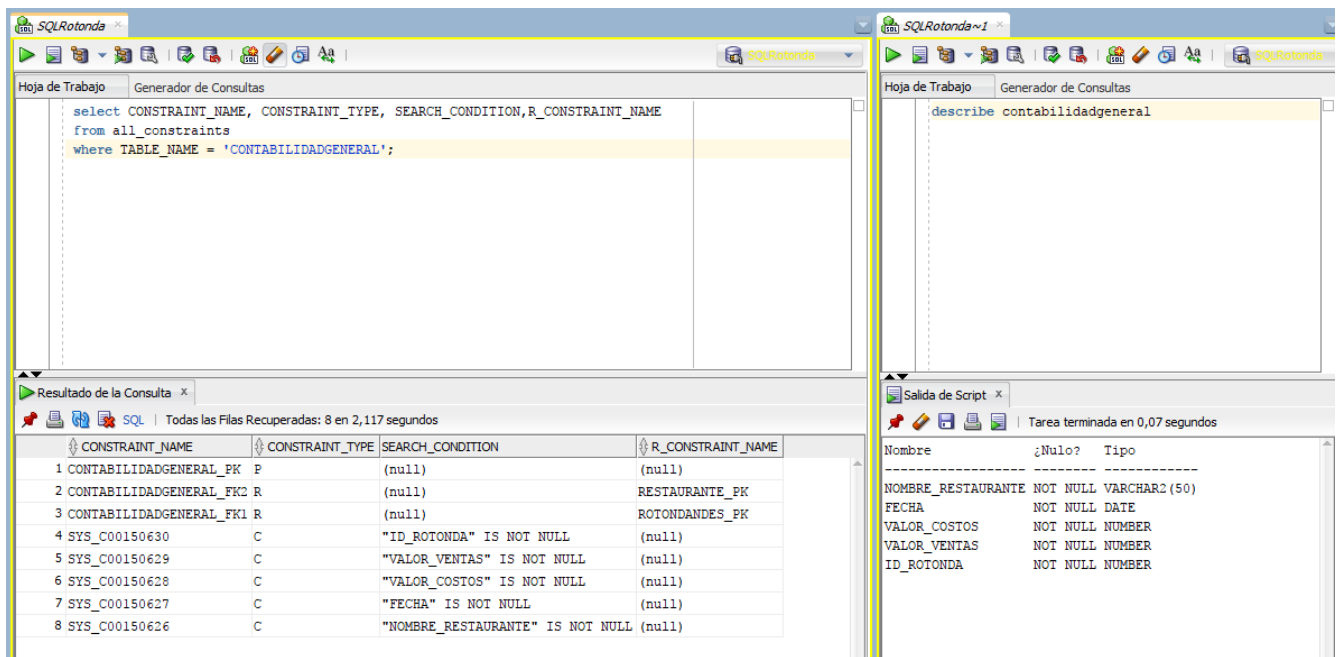 SQLRotonda
SQLRotonda
Hoja de Trabajo Generador de Consultas
select CONSTRAINT_NAME, CONSTRAINT_TYPE, SEARCH_CONDITION,R_CONSTRAINT_NAME
from all_constraints
where TABLE_NAME = 'CONTABILIDADGENERAL';
Resultado de la Consulta x
SQL | Todas las Filas Recuperadas: 8 en 2,117 segundos
CONSTRAINT_NAME CONSTRAINT_TYPE SEARCH_CONDITION R_CONSTRAINT_NAME
1 CONTABILIDADGENERAL_PK P (null) (null)
2 CONTABILIDADGENERAL_FK2 R (null) RESTAURANTE_PK
3 CONTABILIDADGENERAL_FK1 R (null) ROTONDANDES_PK
4 SYS_C00150630 C "ID_ROTONDA" IS NOT NULL (null)
5 SYS_C00150629 C "VALOR_VENTAS" IS NOT NULL (null)
6 SYS_C00150628 C "VALOR_COSTOS" IS NOT NULL (null)
7 SYS_C00150627 C "FECHA" IS NOT NULL (null)
8 SYS_C00150626 C "NOMBRE_RESTAURANTE" IS NOT NULL (null)
SQLRotonda~1
SQLRotonda
Hoja de Trabajo Generador de Consultas
describe contabilidadgeneral
Salida de Script x
Tarea terminada en 0,07 segundos
Nombre ¿Nulo? Tipo
------------------ -------- ------------
NOMBRE_RESTAURANTE NOT NULL VARCHAR2(50)
FECHA NOT NULL DATE
VALOR_COSTOS NOT NULL NUMBER
VALOR_VENTAS NOT NULL NUMBER
ID_ROTONDA NOT NULL NUMBER